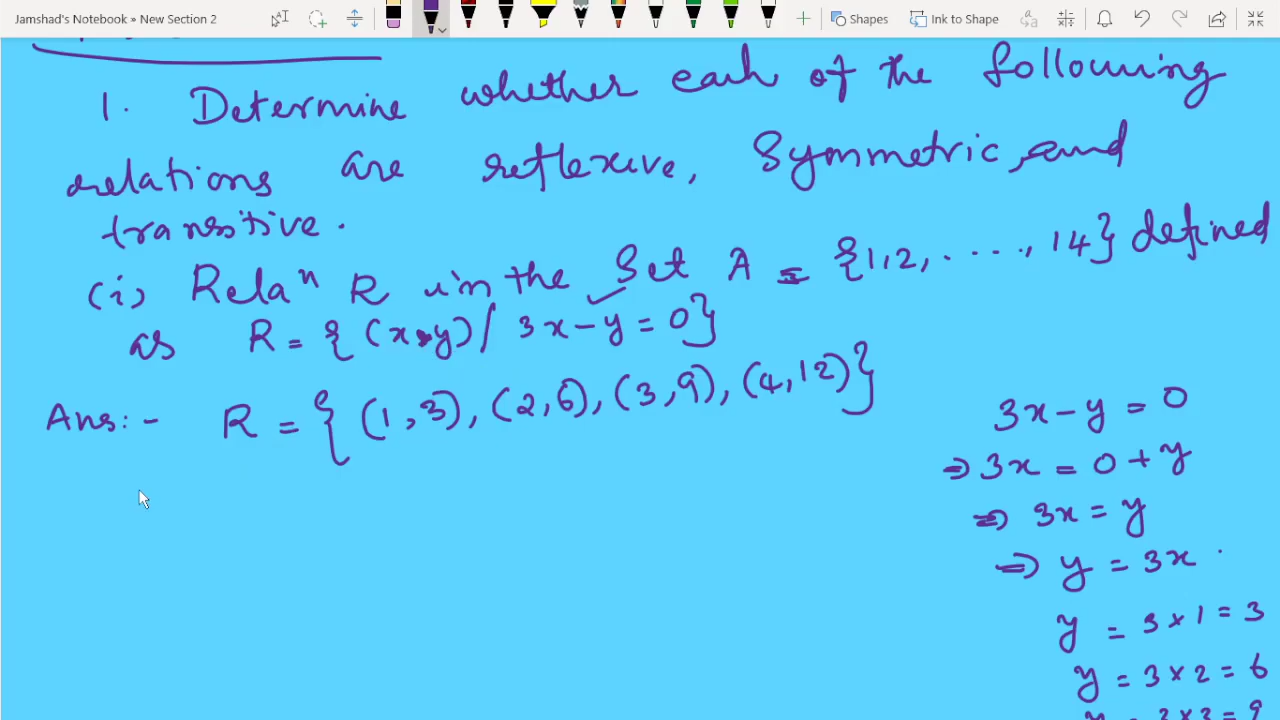 Jamshad's Notebook » New Section 2
Shapes
Ink to Shape
1. Determine whether each of the following
relations are reflexive, Symmetric, and
transitive.
(i) Relaⁿ R in the Set A = {1,2, ....., 14} defined
as R = { (x,y) / 3x-y = 0}
Ans:- R = { (1,3), (2,6), (3,9), (4,12)}
3x-y = 0
⇒ 3x = 0 + y
⇒ 3x = y
⇒ y = 3x .
y = 3×1 = 3
y = 3×2 = 6